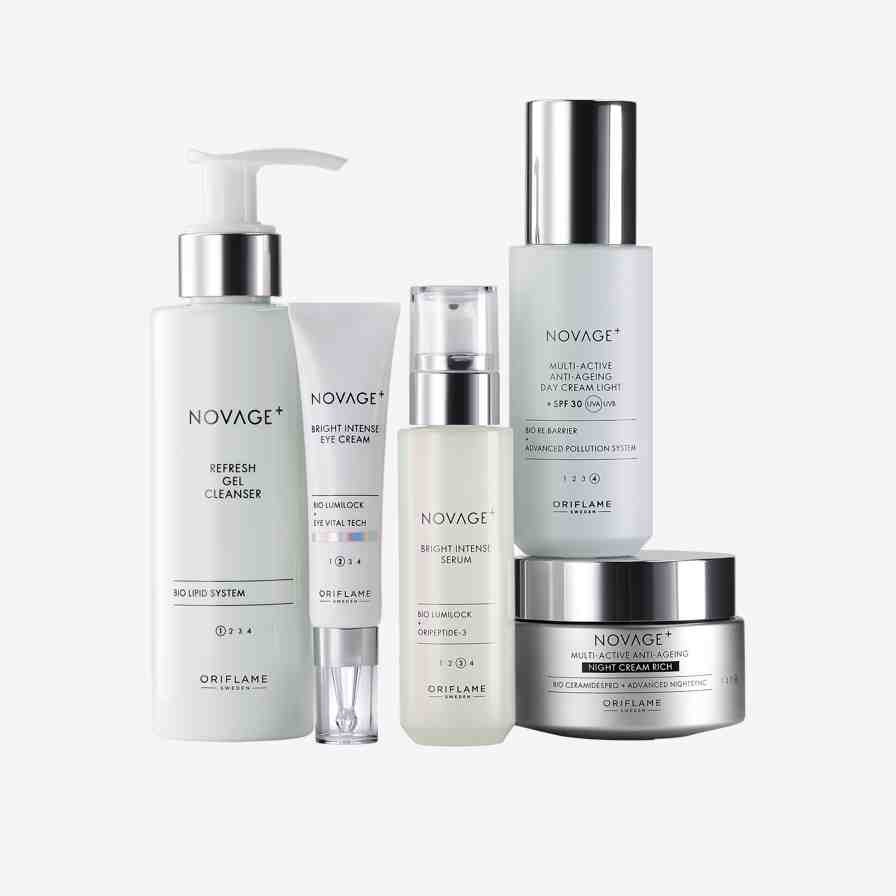 NOVAGE+
REFRESH
GEL
CLEANSER
BIO LIPID SYSTEM
1 2 3 4
ORIFLAME
SWEDEN
NOVAGE+
BRIGHT INTENSE
EYE CREAM
BIO LUMILOCK
+
EYE VITAL TECH
1 2 3 4
ORIFLAME
SWEDEN
NOVAGE+
BRIGHT INTENSE
SERUM
BIO LUMILOCK
+
ORIPEPTIDE-3
1 2 3 4
ORIFLAME
SWEDEN
NOVAGE+
MULTI-ACTIVE
ANTI-AGEING
DAY CREAM LIGHT
+ SPF 30 UVA UVB
BIO RE:BARRIER
+
ADVANCED POLLUTION SYSTEM
1 2 3 4
ORIFLAME
SWEDEN
NOVAGE+
MULTI-ACTIVE ANTI-AGEING
NIGHT CREAM RICH
BIO CERAMIDESPRO + ADVANCED NIGHTSYNC
ORIFLAME
SWEDEN